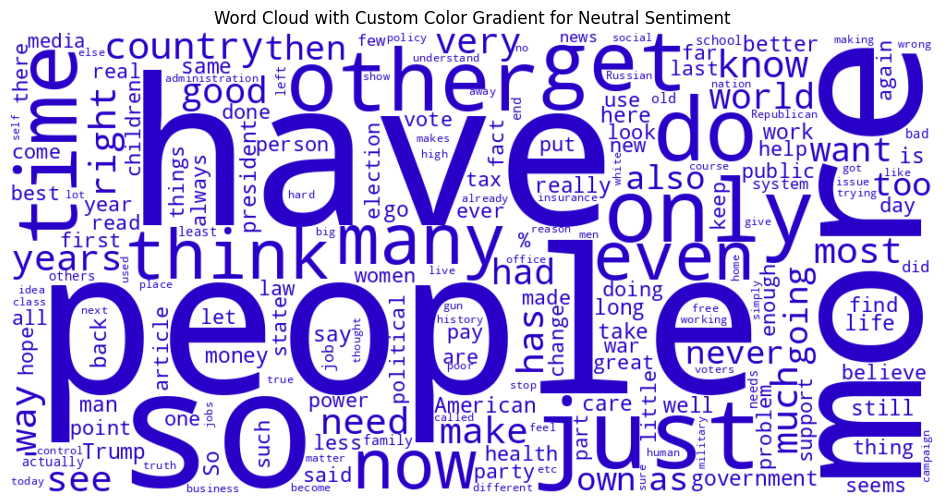 Word Cloud with Custom Color Gradient for Neutral Sentiment
media
else
country
then
few
policy
very
no
news
social
school
making
wrong
there
time
real
same
administration
left
understand
other
get
far
better
last
know
again
self
right
children
good
show
away
end
Russian
nation
old
world
Republican
more
come
done
vote
fact
use
here
do
work
bad
things
president
person
election
makes
put
look
new
white
help
want
is
best
lot
always
have
hard
tax
high
already
really
insurance
also
course
public
system
got
issue
like
trying
too
year
read
go
ever
only
keep
give
day
first
least
big
many
%
reason
men
even
most
years
think
women
had
office
home
did
others
used
place
live
doing
enough
going
idea
class
all
hope
next
back
people
law
state
let
say
job
thought
political
gun
history
pay
are
poor
has
made
changed
long
take
war
great
free
working
simply
never
find
life
way
article
money
true
stop
voters
needs
believe
man
one
jobs
so
power
need
American
called
make
feel
just
care
little
well
problem
much
support
still
point
control
Trump
actually
truth
So
such
less
family
matter
health
part
human
military
thing
today
see
business
become
said
now
party
different
etc
own
sure
as
government
seems
campaign